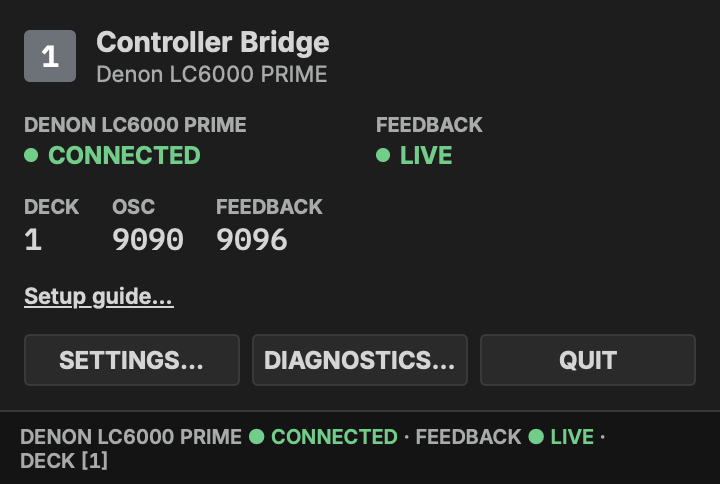 1
Controller Bridge
Denon LC6000 PRIME
DENON LC6000 PRIME FEEDBACK
CONNECTED LIVE
DECK OSC FEEDBACK
1 9090 9096
Setup guide...
SETTINGS... DIAGNOSTICS... QUIT
DENON LC6000 PRIME ● CONNECTED · FEEDBACK ● LIVE ·
DECK [1]